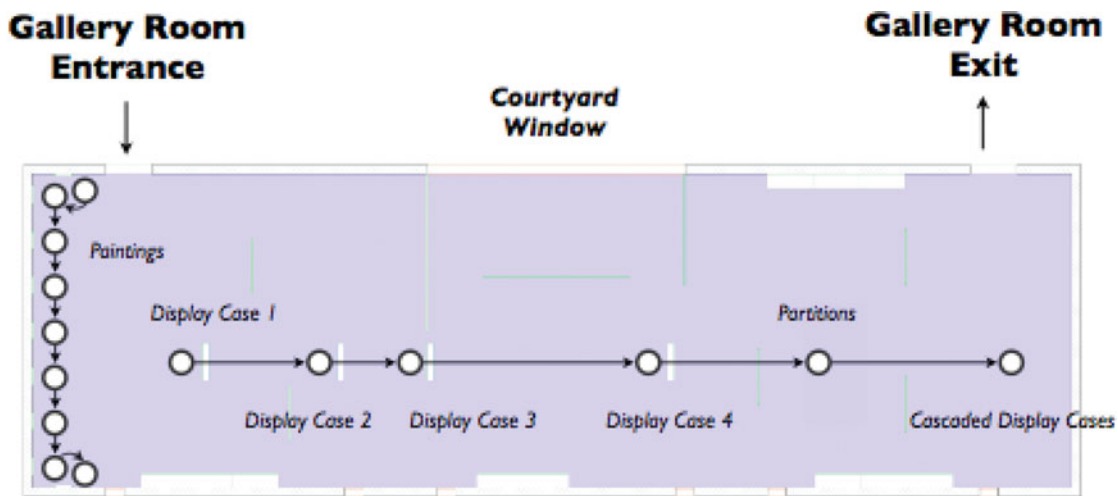 Gallery Room
Entrance
Gallery Room
Exit
Courtyard
Window
Paintings
Display Case 1
Partitions
Display Case 2
Display Case 3
Display Case 4
Cascaded Display Cases